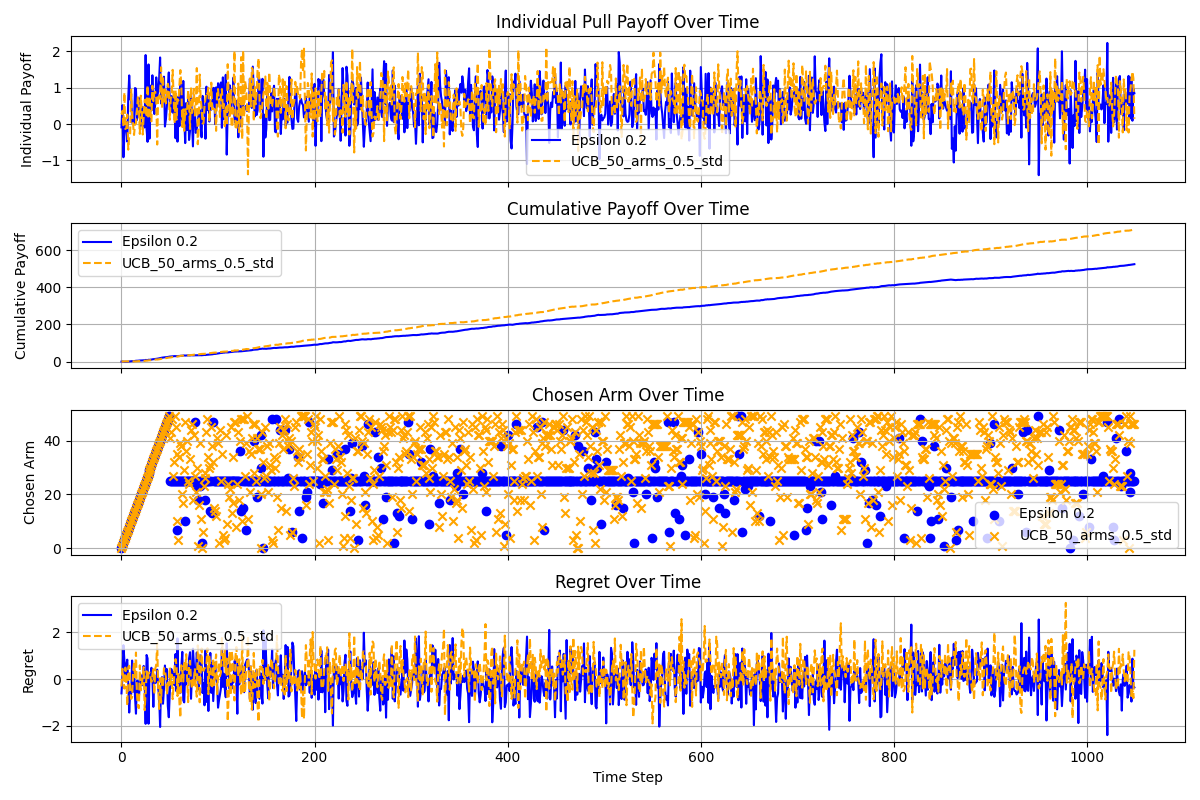 Individual Pull Payoff Over Time
Individual Payoff
2
1
0
−1
Epsilon 0.2
UCB_50_arms_0.5_std
Cumulative Payoff Over Time
Cumulative Payoff
600
400
200
0
Epsilon 0.2
UCB_50_arms_0.5_std
Chosen Arm Over Time
Chosen Arm
40
20
0
Epsilon 0.2
UCB_50_arms_0.5_std
Regret Over Time
Regret
2
0
−2
Epsilon 0.2
UCB_50_arms_0.5_std
0 200 400 600 800 1000
Time Step